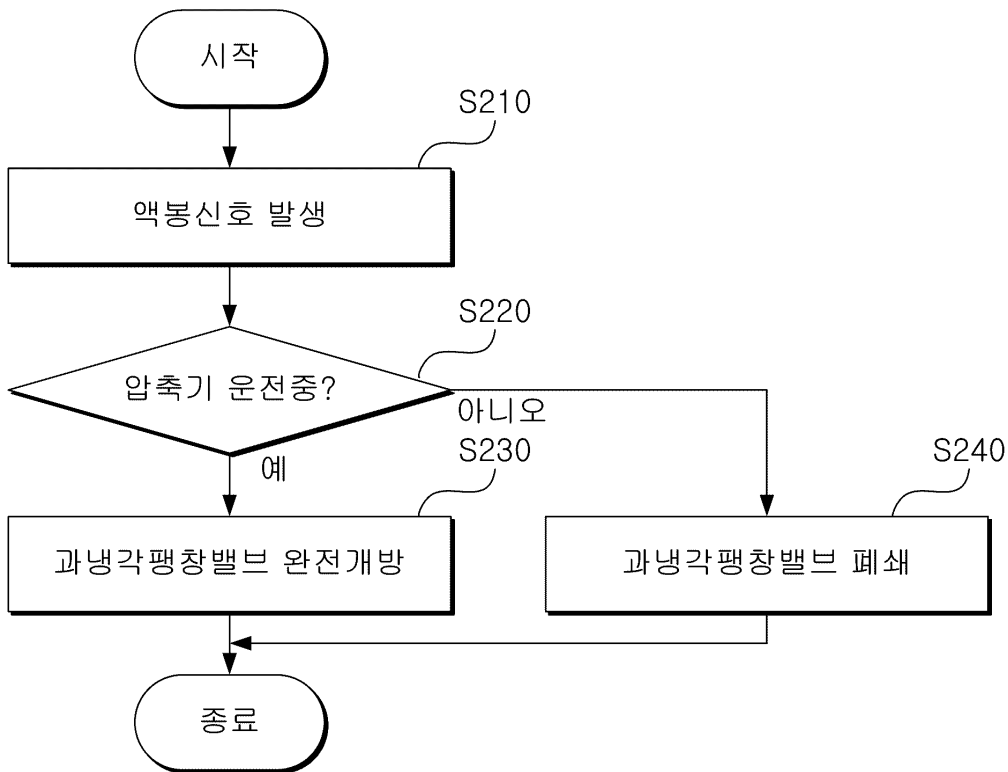 시작
S210
액봉신호 발생
S220
압축기 운전중?
아니오
예
S230
S240
과냉각팽창밸브 완전개방
과냉각팽창밸브 폐쇄
종료